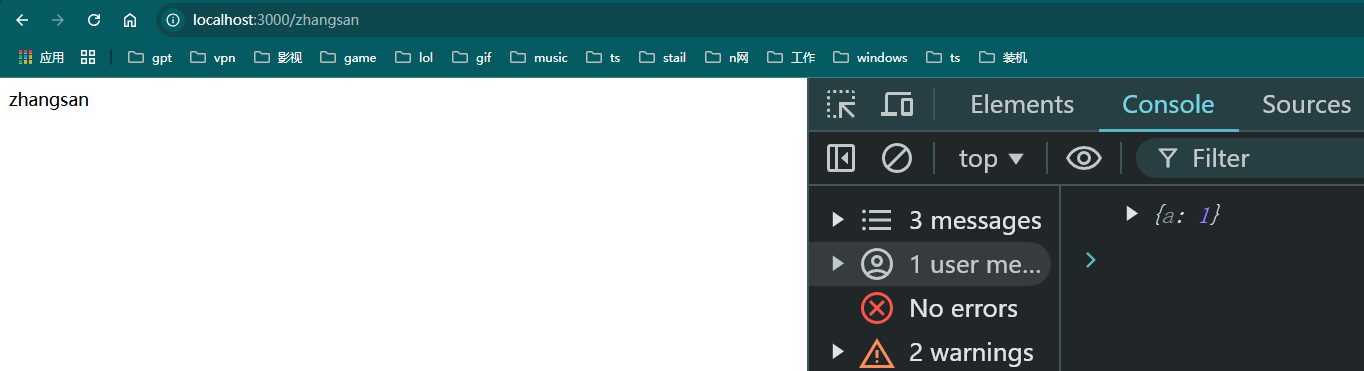 localhost:3000/zhangsan
应用 gpt vpn 影视 game lol gif music ts stail n网 工作 windows ts 装机
zhangsan
Elements Console Sources
top Filter
3 messages
1 user me...
No errors
2 warnings
{a: 1}